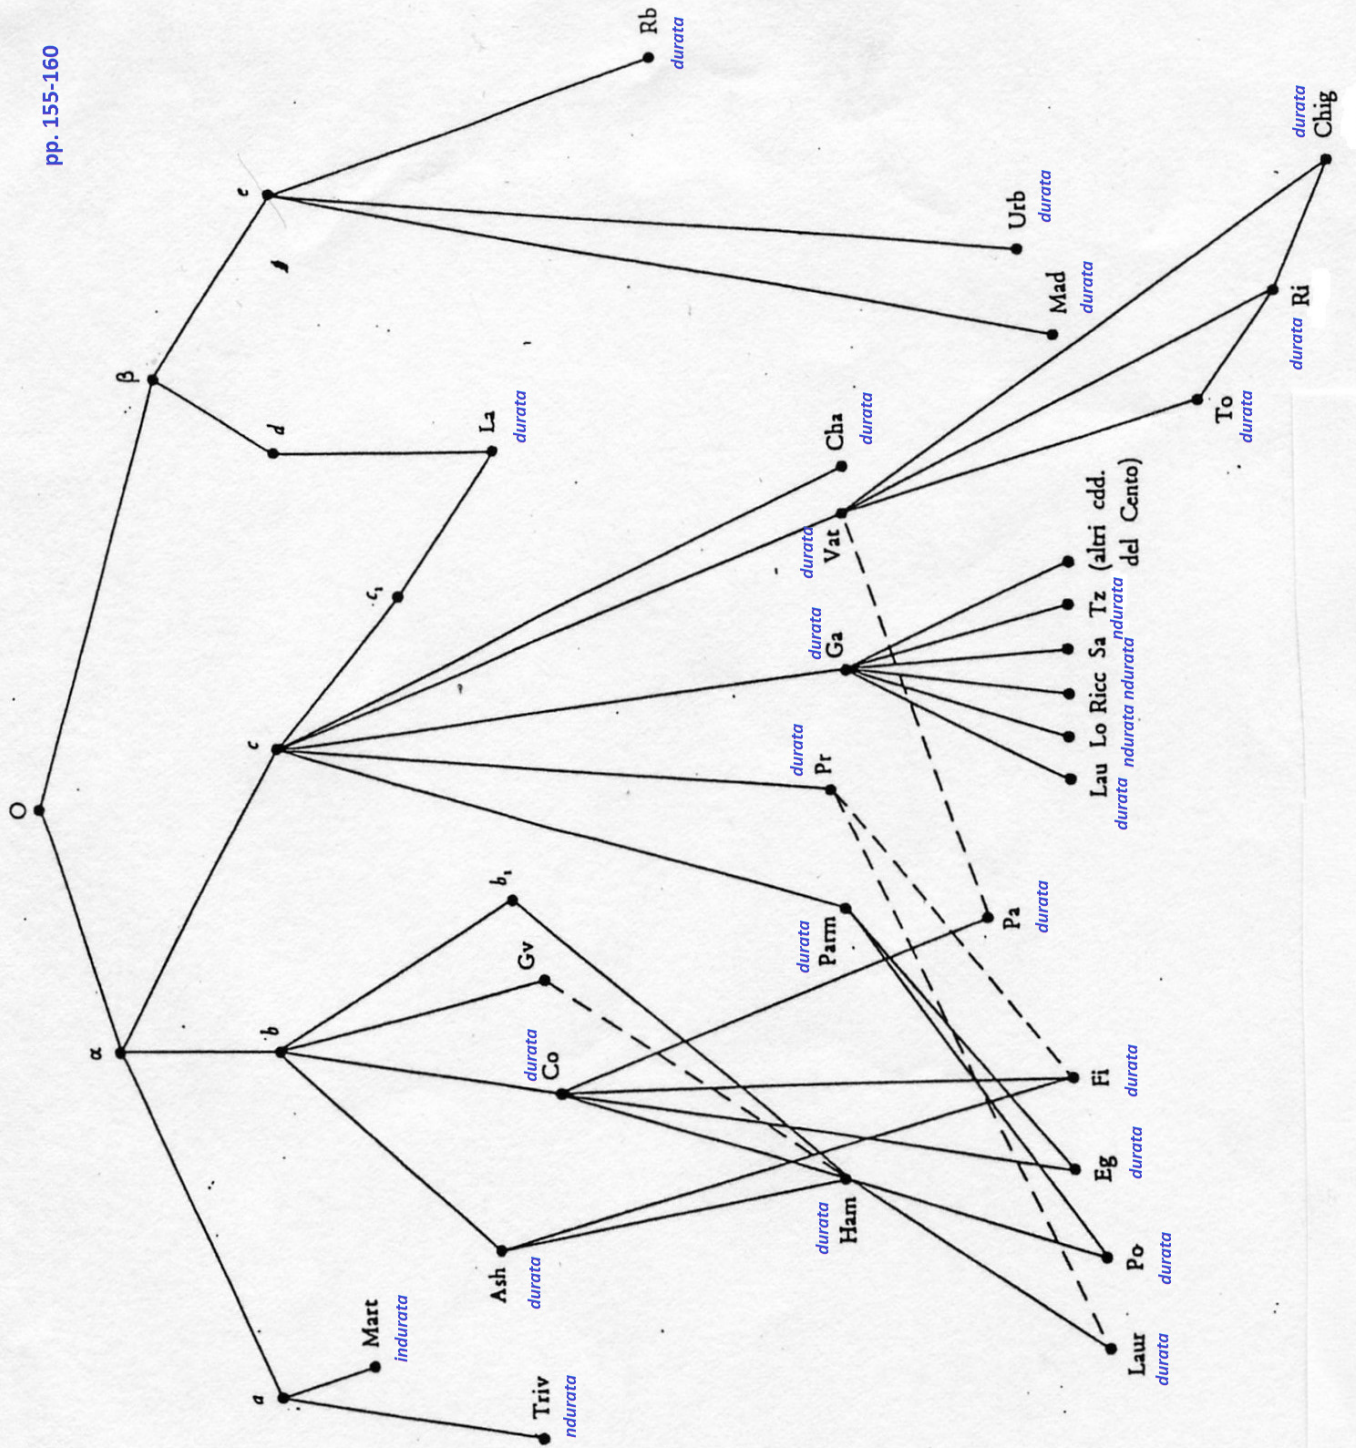 pp. 155-160
O
α
β
a
b
c
d
e
Mart
indurata
Triv
ndurata
Ash
durata
Co
durata
Gv
b₁
c₁
La
durata
Rb
durata
Ham
durata
Parm
durata
Pr
durata
Ga
durata
Vat
durata
Cha
durata
Mad
durata
Urb
durata
Laur
durata
Po
durata
Eg
durata
Fi
durata
Pa
durata
Lau
durata
Lo
ndurata
Ricc
ndurata
Sa
Tz
ndurata
(altri cdd.
del Cento)
To
durata
Ri
durata
Chig
durata